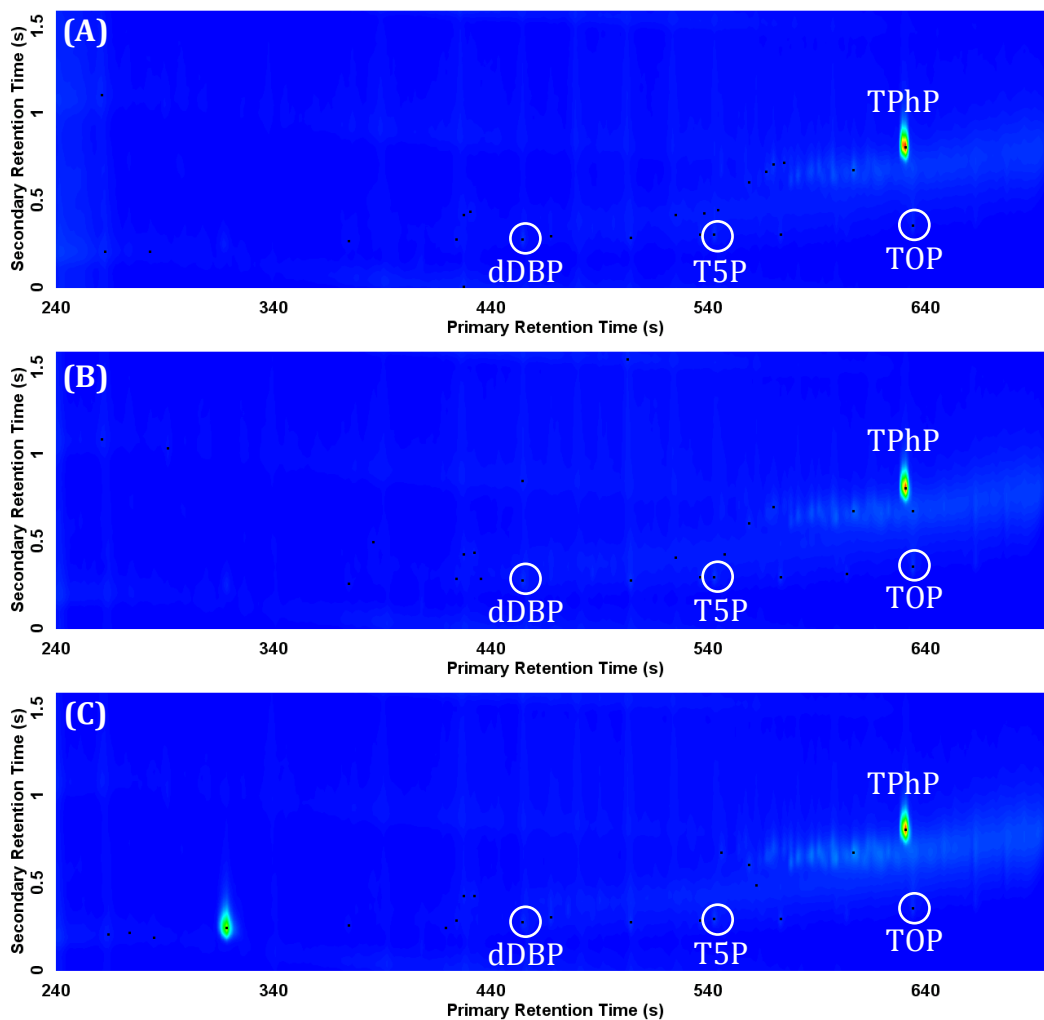 (A)
Secondary Retention Time (s)
1.5
1
0.5
0
TPhP
dDBP
T5P
TOP
240
340
440
540
640
Primary Retention Time (s)
(B)
Secondary Retention Time (s)
1.5
1
0.5
0
TPhP
dDBP
T5P
TOP
240
340
440
540
640
Primary Retention Time (s)
(C)
Secondary Retention Time (s)
1.5
1
0.5
0
TPhP
dDBP
T5P
TOP
240
340
440
540
640
Primary Retention Time (s)